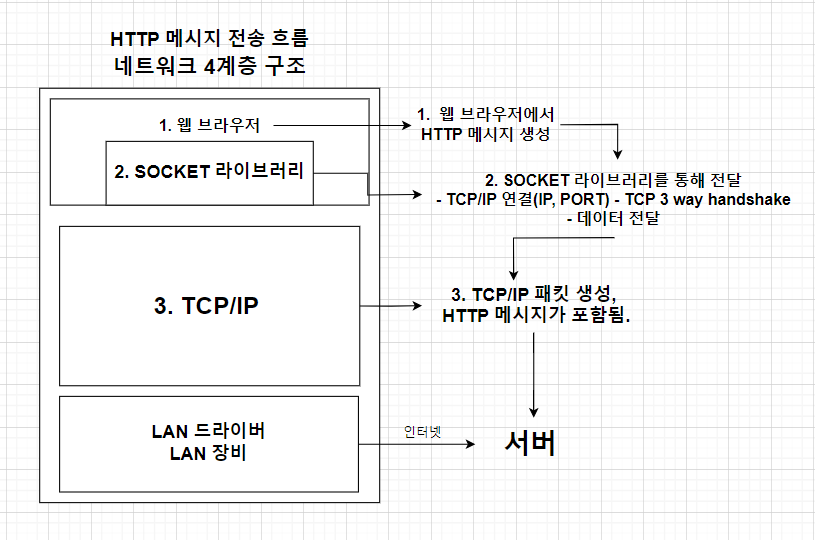 HTTP 메시지 전송 흐름
네트워크 4계층 구조
1. 웹 브라우저
2. SOCKET 라이브러리
3. TCP/IP
LAN 드라이버
LAN 장비
1. 웹 브라우저에서
HTTP 메시지 생성
2. SOCKET 라이브러리를 통해 전달
- TCP/IP 연결(IP, PORT) - TCP 3 way handshake
- 데이터 전달
3. TCP/IP 패킷 생성,
HTTP 메시지가 포함됨.
인터넷
서버